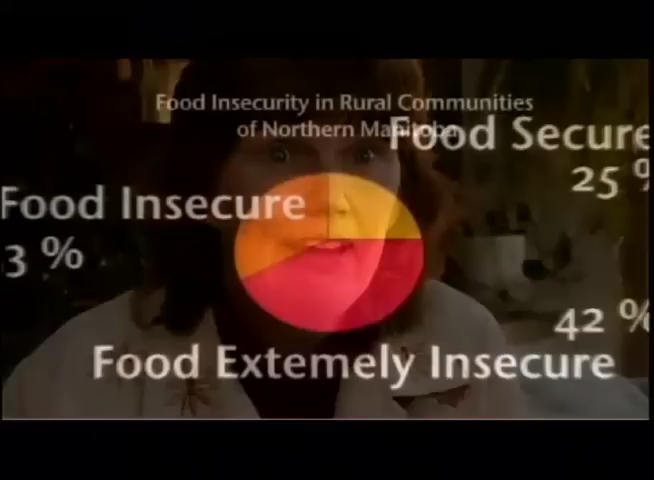 Food Insecurity in Rural Communities
of Northern Manitoba
Food Secure
25 %
Food Insecure
3 %
42 %
Food Extemely Insecure